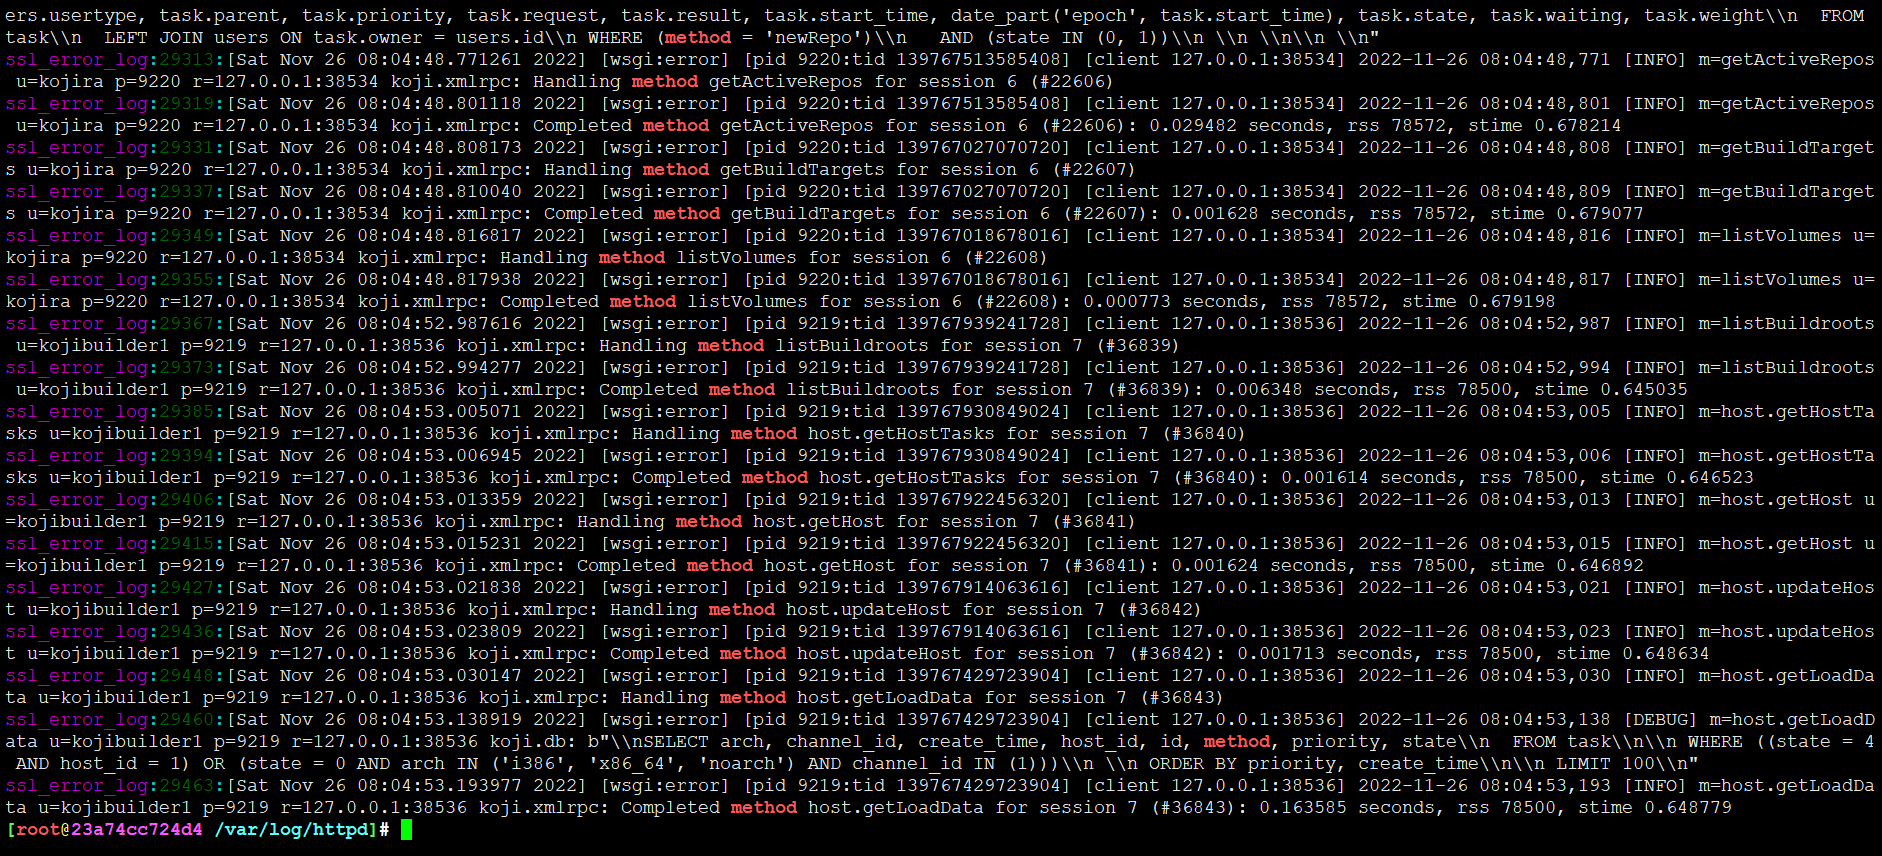 ers.usertype, task.parent, task.priority, task.request, task.result, task.start_time, date_part('epoch', task.start_time), task.state, task.waiting, task.weight\\n  FROM
task\\n  LEFT JOIN users ON task.owner = users.id\\n WHERE (method = 'newRepo')\\n   AND (state IN (0, 1))\\n \\n \\n\\n \\n"
ssl_error_log:29313:[Sat Nov 26 08:04:48.771261 2022] [wsgi:error] [pid 9220:tid 139767513585408] [client 127.0.0.1:38534] 2022-11-26 08:04:48,771 [INFO] m=getActiveRepos
 u=kojira p=9220 r=127.0.0.1:38534 koji.xmlrpc: Handling method getActiveRepos for session 6 (#22606)
ssl_error_log:29319:[Sat Nov 26 08:04:48.801118 2022] [wsgi:error] [pid 9220:tid 139767513585408] [client 127.0.0.1:38534] 2022-11-26 08:04:48,801 [INFO] m=getActiveRepos
 u=kojira p=9220 r=127.0.0.1:38534 koji.xmlrpc: Completed method getActiveRepos for session 6 (#22606): 0.029482 seconds, rss 78572, stime 0.678214
ssl_error_log:29331:[Sat Nov 26 08:04:48.808173 2022] [wsgi:error] [pid 9220:tid 139767027070720] [client 127.0.0.1:38534] 2022-11-26 08:04:48,808 [INFO] m=getBuildTarget
s u=kojira p=9220 r=127.0.0.1:38534 koji.xmlrpc: Handling method getBuildTargets for session 6 (#22607)
ssl_error_log:29337:[Sat Nov 26 08:04:48.810040 2022] [wsgi:error] [pid 9220:tid 139767027070720] [client 127.0.0.1:38534] 2022-11-26 08:04:48,809 [INFO] m=getBuildTarget
s u=kojira p=9220 r=127.0.0.1:38534 koji.xmlrpc: Completed method getBuildTargets for session 6 (#22607): 0.001628 seconds, rss 78572, stime 0.679077
ssl_error_log:29349:[Sat Nov 26 08:04:48.816817 2022] [wsgi:error] [pid 9220:tid 139767018678016] [client 127.0.0.1:38534] 2022-11-26 08:04:48,816 [INFO] m=listVolumes u=
kojira p=9220 r=127.0.0.1:38534 koji.xmlrpc: Handling method listVolumes for session 6 (#22608)
ssl_error_log:29355:[Sat Nov 26 08:04:48.817938 2022] [wsgi:error] [pid 9220:tid 139767018678016] [client 127.0.0.1:38534] 2022-11-26 08:04:48,817 [INFO] m=listVolumes u=
kojira p=9220 r=127.0.0.1:38534 koji.xmlrpc: Completed method listVolumes for session 6 (#22608): 0.000773 seconds, rss 78572, stime 0.679198
ssl_error_log:29367:[Sat Nov 26 08:04:52.987616 2022] [wsgi:error] [pid 9219:tid 139767939241728] [client 127.0.0.1:38536] 2022-11-26 08:04:52,987 [INFO] m=listBuildroots
 u=kojibuilder1 p=9219 r=127.0.0.1:38536 koji.xmlrpc: Handling method listBuildroots for session 7 (#36839)
ssl_error_log:29373:[Sat Nov 26 08:04:52.994277 2022] [wsgi:error] [pid 9219:tid 139767939241728] [client 127.0.0.1:38536] 2022-11-26 08:04:52,994 [INFO] m=listBuildroots
 u=kojibuilder1 p=9219 r=127.0.0.1:38536 koji.xmlrpc: Completed method listBuildroots for session 7 (#36839): 0.006348 seconds, rss 78500, stime 0.645035
ssl_error_log:29385:[Sat Nov 26 08:04:53.005071 2022] [wsgi:error] [pid 9219:tid 139767930849024] [client 127.0.0.1:38536] 2022-11-26 08:04:53,005 [INFO] m=host.getHostTa
sks u=kojibuilder1 p=9219 r=127.0.0.1:38536 koji.xmlrpc: Handling method host.getHostTasks for session 7 (#36840)
ssl_error_log:29394:[Sat Nov 26 08:04:53.006945 2022] [wsgi:error] [pid 9219:tid 139767930849024] [client 127.0.0.1:38536] 2022-11-26 08:04:53,006 [INFO] m=host.getHostTa
sks u=kojibuilder1 p=9219 r=127.0.0.1:38536 koji.xmlrpc: Completed method host.getHostTasks for session 7 (#36840): 0.001614 seconds, rss 78500, stime 0.646523
ssl_error_log:29406:[Sat Nov 26 08:04:53.013359 2022] [wsgi:error] [pid 9219:tid 139767922456320] [client 127.0.0.1:38536] 2022-11-26 08:04:53,013 [INFO] m=host.getHost u
=kojibuilder1 p=9219 r=127.0.0.1:38536 koji.xmlrpc: Handling method host.getHost for session 7 (#36841)
ssl_error_log:29415:[Sat Nov 26 08:04:53.015231 2022] [wsgi:error] [pid 9219:tid 139767922456320] [client 127.0.0.1:38536] 2022-11-26 08:04:53,015 [INFO] m=host.getHost u
=kojibuilder1 p=9219 r=127.0.0.1:38536 koji.xmlrpc: Completed method host.getHost for session 7 (#36841): 0.001624 seconds, rss 78500, stime 0.646892
ssl_error_log:29427:[Sat Nov 26 08:04:53.021838 2022] [wsgi:error] [pid 9219:tid 139767914063616] [client 127.0.0.1:38536] 2022-11-26 08:04:53,021 [INFO] m=host.updateHos
t u=kojibuilder1 p=9219 r=127.0.0.1:38536 koji.xmlrpc: Handling method host.updateHost for session 7 (#36842)
ssl_error_log:29436:[Sat Nov 26 08:04:53.023809 2022] [wsgi:error] [pid 9219:tid 139767914063616] [client 127.0.0.1:38536] 2022-11-26 08:04:53,023 [INFO] m=host.updateHos
t u=kojibuilder1 p=9219 r=127.0.0.1:38536 koji.xmlrpc: Completed method host.updateHost for session 7 (#36842): 0.001713 seconds, rss 78500, stime 0.648634
ssl_error_log:29448:[Sat Nov 26 08:04:53.030147 2022] [wsgi:error] [pid 9219:tid 139767429723904] [client 127.0.0.1:38536] 2022-11-26 08:04:53,030 [INFO] m=host.getLoadDa
ta u=kojibuilder1 p=9219 r=127.0.0.1:38536 koji.xmlrpc: Handling method host.getLoadData for session 7 (#36843)
ssl_error_log:29460:[Sat Nov 26 08:04:53.138919 2022] [wsgi:error] [pid 9219:tid 139767429723904] [client 127.0.0.1:38536] 2022-11-26 08:04:53,138 [DEBUG] m=host.getLoadD
ata u=kojibuilder1 p=9219 r=127.0.0.1:38536 koji.db: b"\\nSELECT arch, channel_id, create_time, host_id, id, method, priority, state\\n  FROM task\\n\\n WHERE ((state = 4
 AND host_id = 1) OR (state = 0 AND arch IN ('i386', 'x86_64', 'noarch') AND channel_id IN (1)))\\n \\n ORDER BY priority, create_time\\n\\n LIMIT 100\\n"
ssl_error_log:29463:[Sat Nov 26 08:04:53.193977 2022] [wsgi:error] [pid 9219:tid 139767429723904] [client 127.0.0.1:38536] 2022-11-26 08:04:53,193 [INFO] m=host.getLoadDa
ta u=kojibuilder1 p=9219 r=127.0.0.1:38536 koji.xmlrpc: Completed method host.getLoadData for session 7 (#36843): 0.163585 seconds, rss 78500, stime 0.648779
[root@23a74cc724d4 /var/log/httpd]#